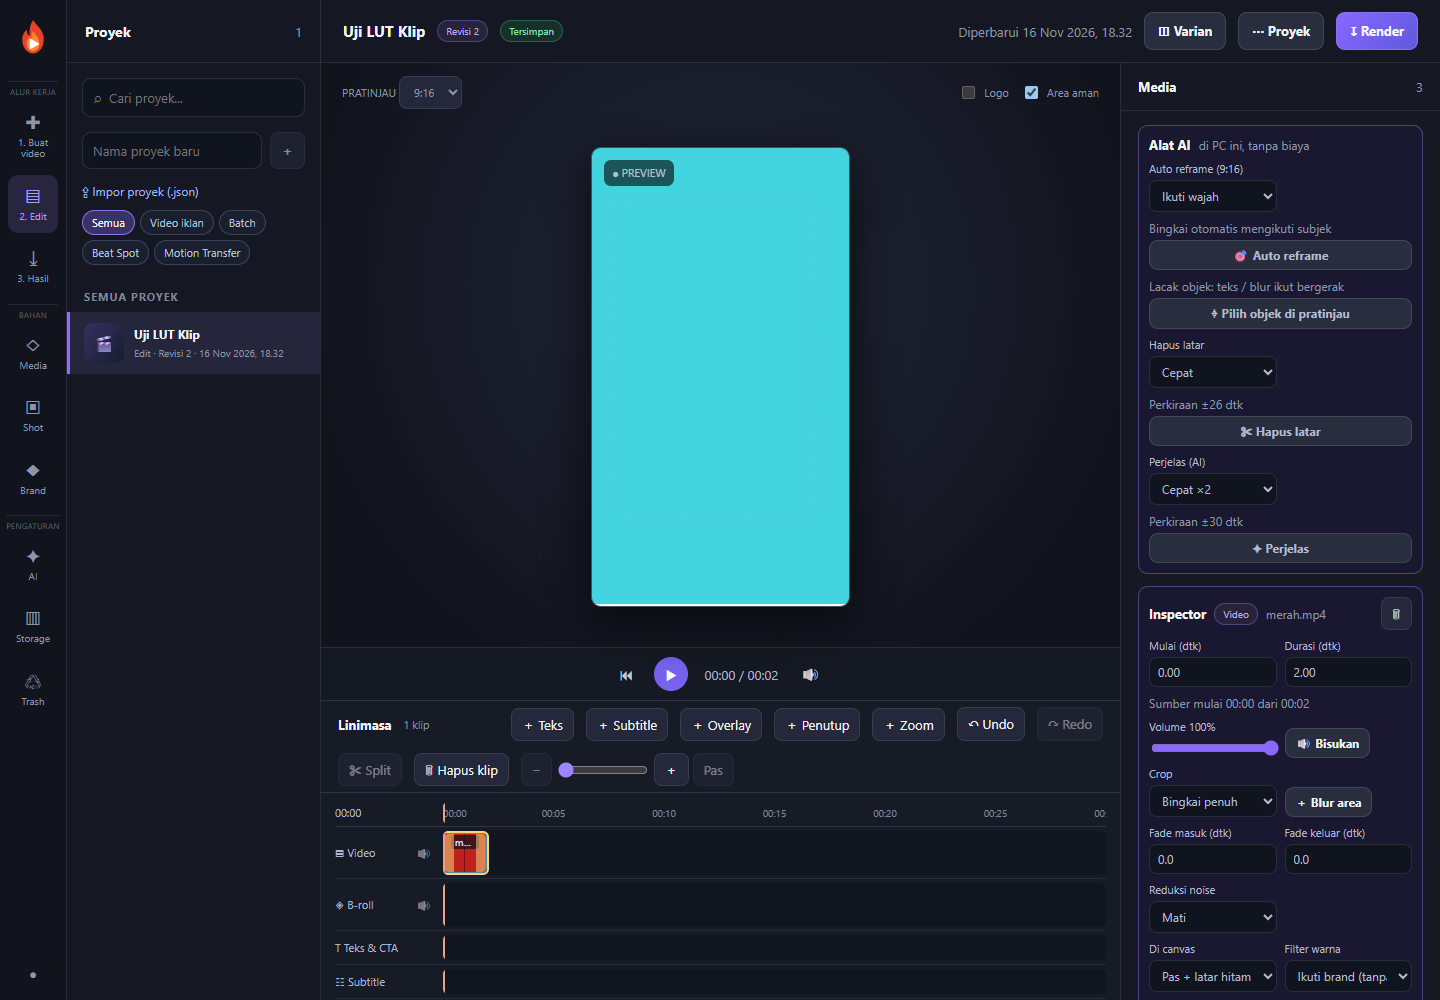 ALUR KERJA
1. Buat
video
2. Edit
3. Hasil
BAHAN
Media
Shot
Brand
PENGATURAN
AI
Storage
Trash
Proyek 1
Cari proyek...
Nama proyek baru +
Impor proyek (.json)
Semua Video iklan Batch
Beat Spot Motion Transfer
SEMUA PROYEK
Uji LUT Klip
Edit · Revisi 2 · 16 Nov 2026, 18.32
Uji LUT Klip Revisi 2 Tersimpan
Diperbarui 16 Nov 2026, 18.32 Varian ··· Proyek Render
PRATINJAU 9:16 Logo Area aman
● PREVIEW
00:00 / 00:02
Linimasa 1 klip + Teks + Subtitle + Overlay + Penutup + Zoom Undo Redo
Split Hapus klip − + Pas
00:00 00:00 00:05 00:10 00:15 00:20 00:25 00:
Video m...
B-roll
T Teks & CTA
Subtitle
Media 3
Alat AI di PC ini, tanpa biaya
Auto reframe (9:16)
Ikuti wajah
Bingkai otomatis mengikuti subjek
Auto reframe
Lacak objek: teks / blur ikut bergerak
Pilih objek di pratinjau
Hapus latar
Cepat
Perkiraan ±26 dtk
Hapus latar
Perjelas (AI)
Cepat ×2
Perkiraan ±30 dtk
Perjelas
Inspector Video merah.mp4
Mulai (dtk) Durasi (dtk)
0.00 2.00
Sumber mulai 00:00 dari 00:02
Volume 100%
Bisukan
Crop
Bingkai penuh + Blur area
Fade masuk (dtk) Fade keluar (dtk)
0.0 0.0
Reduksi noise
Mati
Di canvas Filter warna
Pas + latar hitam Ikuti brand (tanp